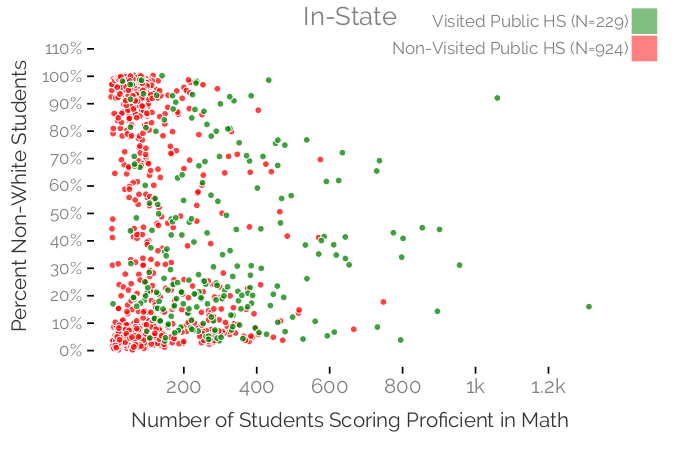 In-State
Visited Public HS (N=229)
Non-Visited Public HS (N=924)
Percent Non-White Students
110%
100%
90%
80%
70%
60%
50%
40%
30%
20%
10%
0%
200 400 600 800 1k 1.2k
Number of Students Scoring Proficient in Math